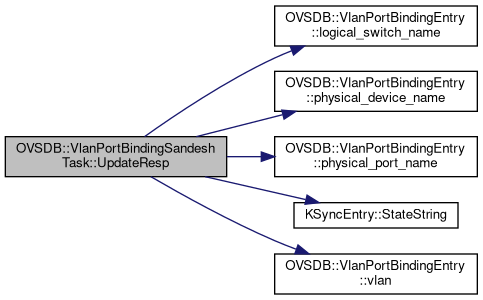 OVSDB::VlanPortBindingEntry
::logical_switch_name
OVSDB::VlanPortBindingEntry
::physical_device_name
OVSDB::VlanPortBindingSandesh
Task::UpdateResp
OVSDB::VlanPortBindingEntry
::physical_port_name
KSyncEntry::StateString
OVSDB::VlanPortBindingEntry
::vlan